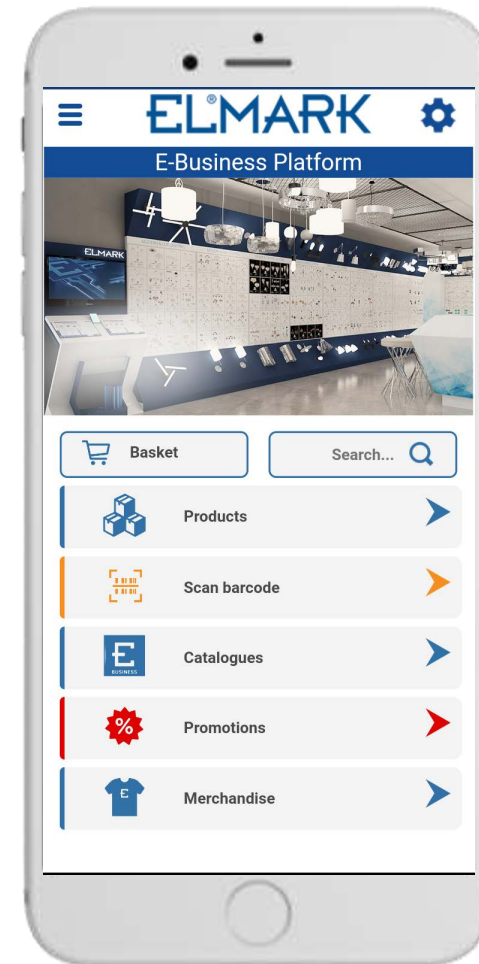 ELMARK®
E-Business Platform
ELMARK
Basket
Search...
Products
Scan barcode
E
BUSINESS
Catalogues
%
Promotions
E
Merchandise